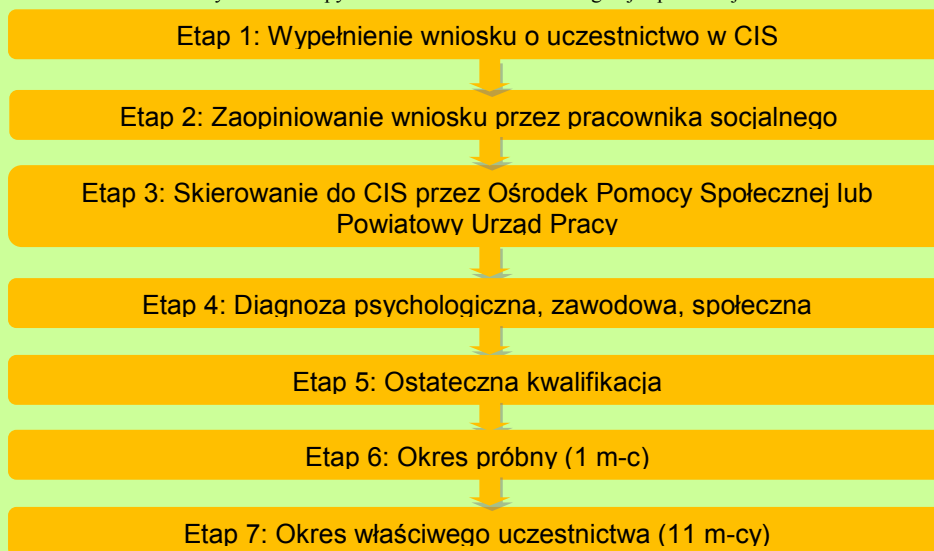 Etap 1: Wypełnienie wniosku o uczestnictwo w CIS
Etap 2: Zaopiniowanie wniosku przez pracownika socjalnego
Etap 3: Skierowanie do CIS przez Ośrodek Pomocy Społecznej lub
Powiatowy Urząd Pracy
Etap 4: Diagnoza psychologiczna, zawodowa, społeczna
Etap 5: Ostateczna kwalifikacja
Etap 6: Okres próbny (1 m-c)
Etap 7: Okres właściwego uczestnictwa (11 m-cy)